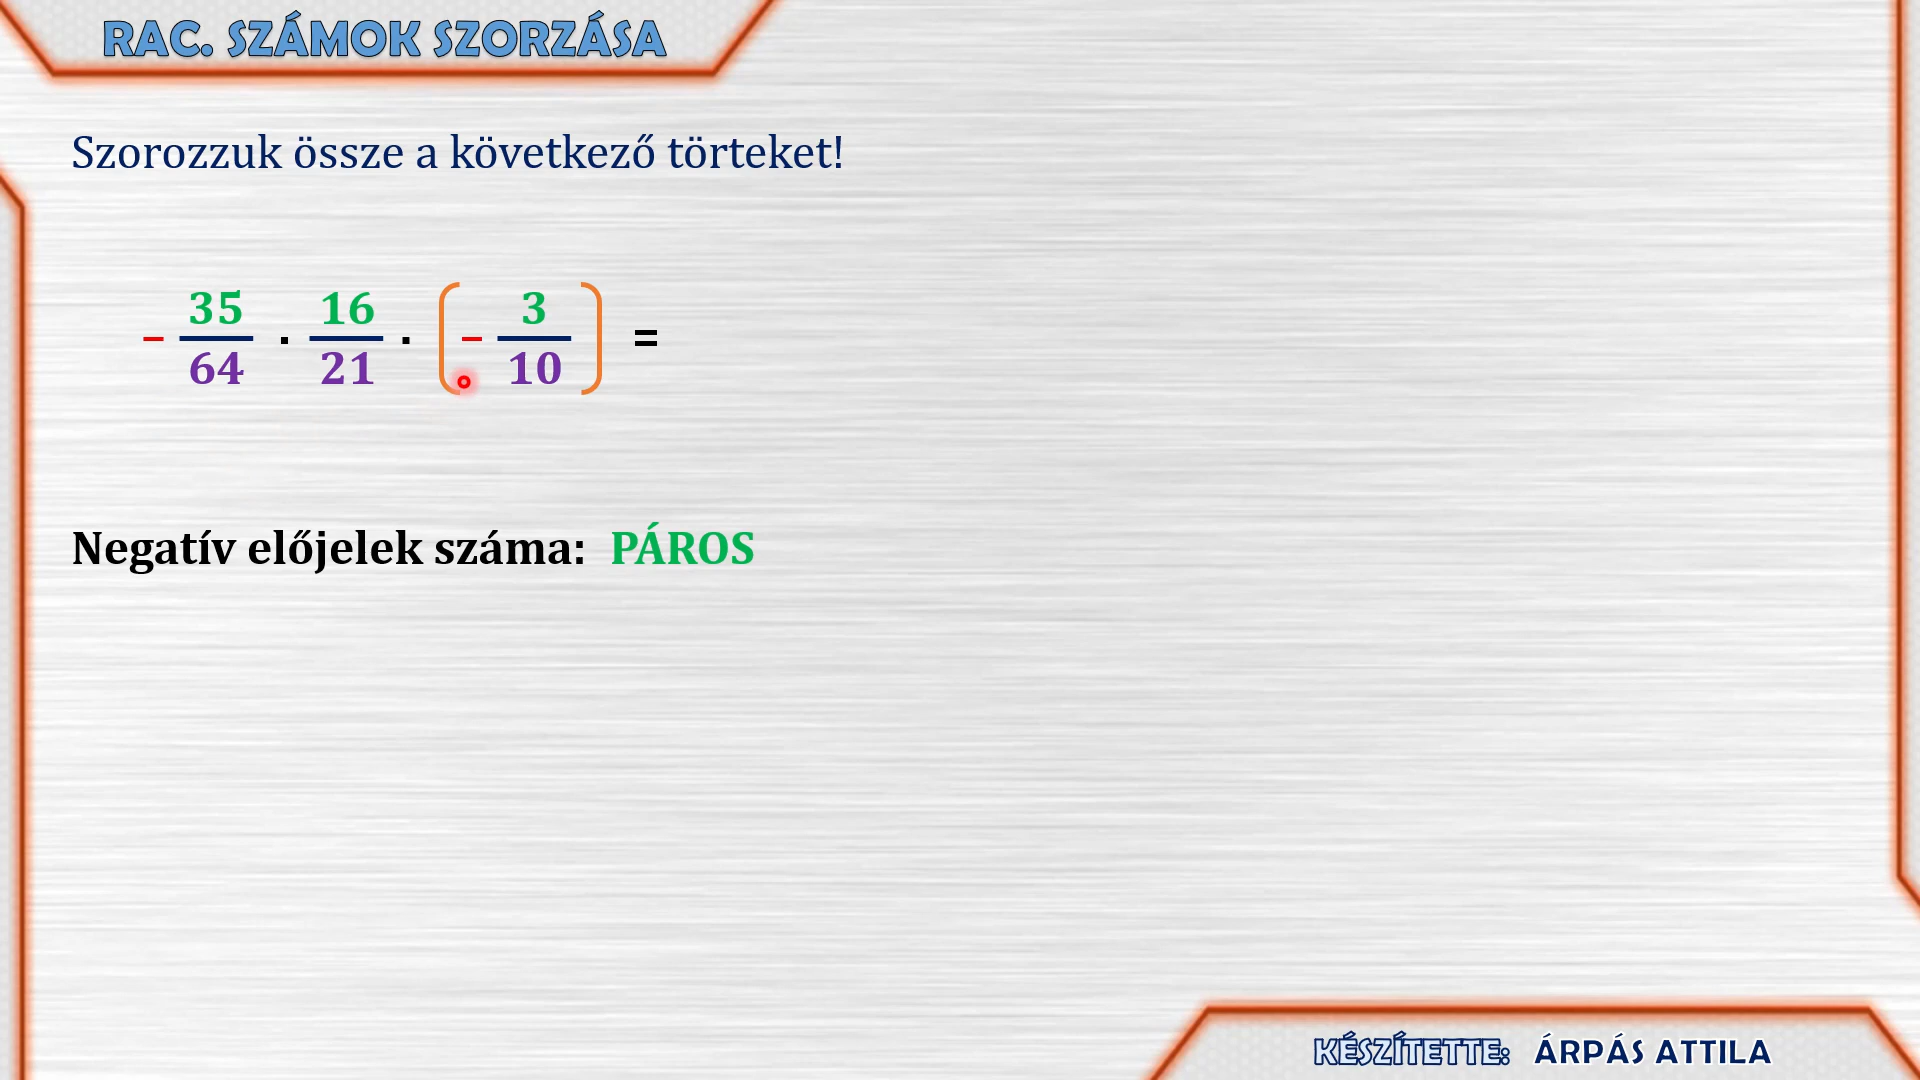 RAC. SZÁMOK SZORZÁSA
Szorozzuk össze a következő törteket!
– 35/64 · 16/21 · ( – 3/10 ) =
Negatív előjelek száma: PÁROS
KÉSZÍTETTE: ÁRPÁS ATTILA